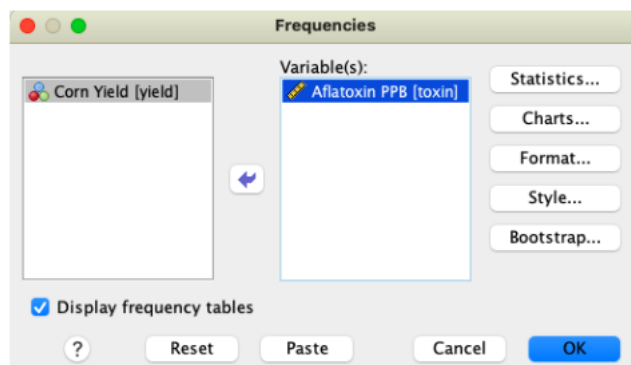 Frequencies
Variable(s):
Corn Yield [yield]
Aflatoxin PPB [toxin]
Statistics...
Charts...
Format...
Style...
Bootstrap...
Display frequency tables
?
Reset
Paste
Cancel
OK